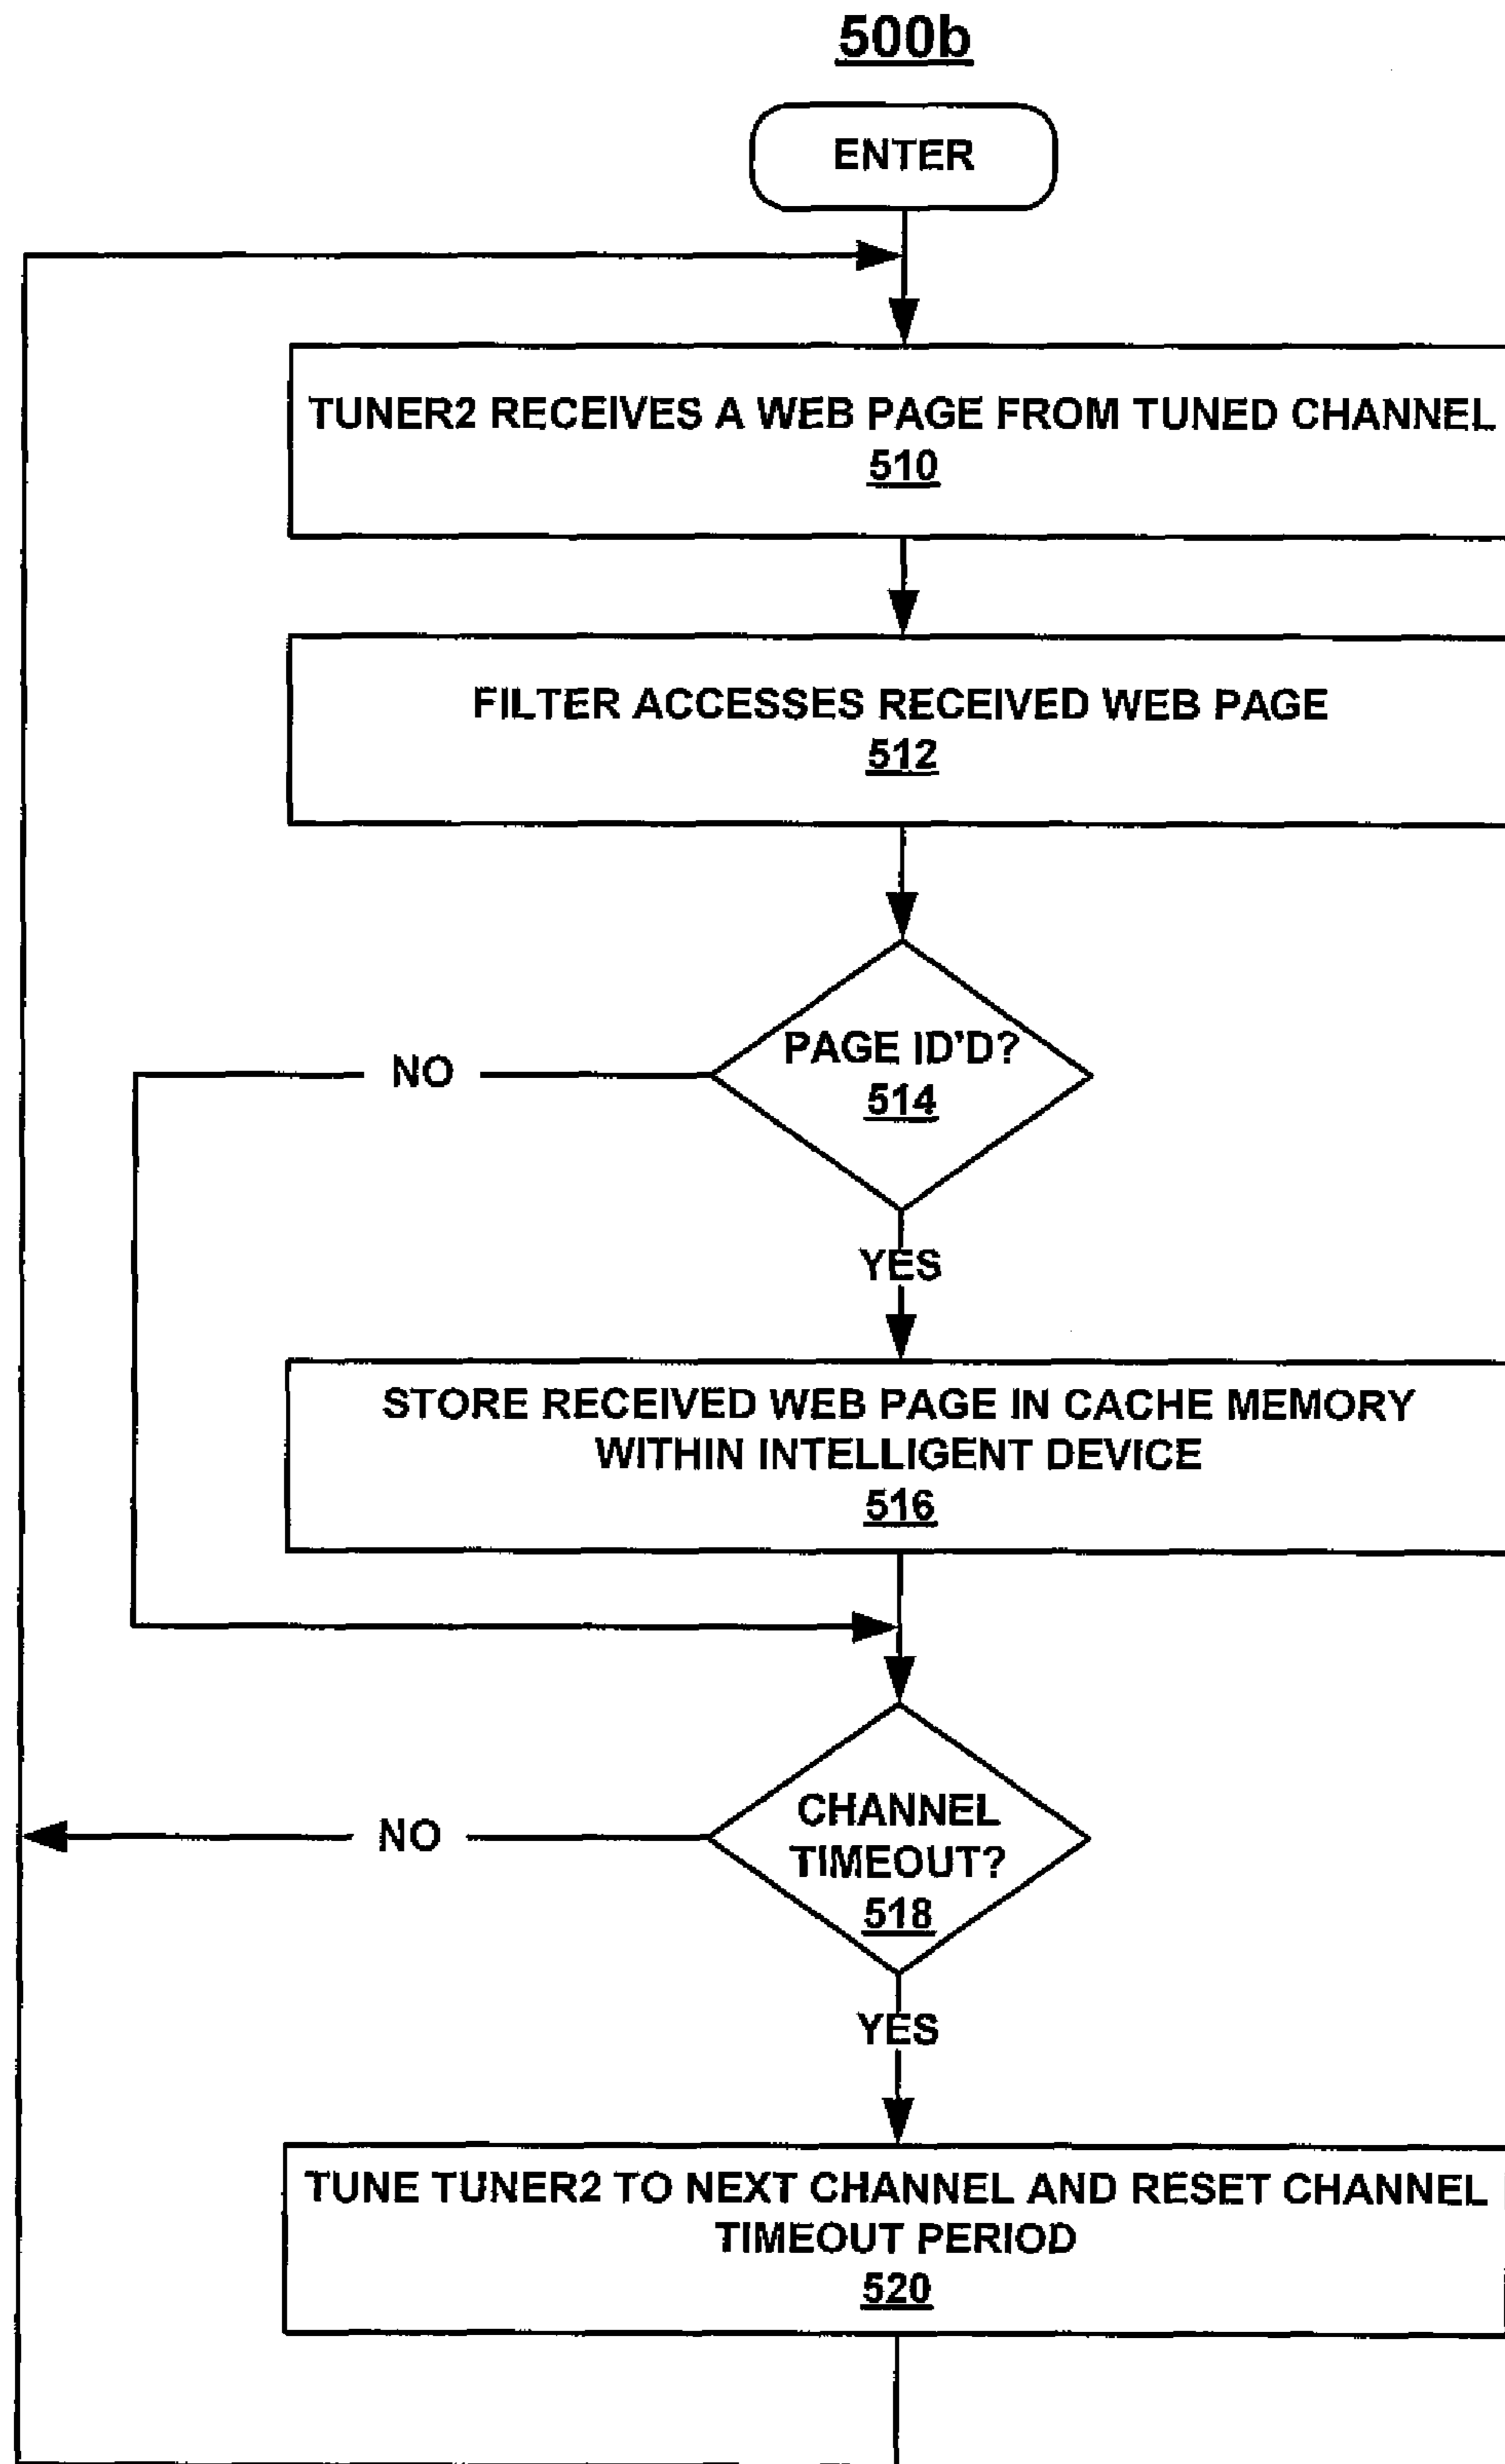 500b
ENTER
TUNER2 RECEIVES A WEB PAGE FROM TUNED CHANNEL
510
FILTER ACCESSES RECEIVED WEB PAGE
512
PAGE ID'D?
514
NO
YES
STORE RECEIVED WEB PAGE IN CACHE MEMORY
WITHIN INTELLIGENT DEVICE
516
CHANNEL
TIMEOUT?
518
NO
YES
TUNE TUNER2 TO NEXT CHANNEL AND RESET CHANNEL
TIMEOUT PERIOD
520